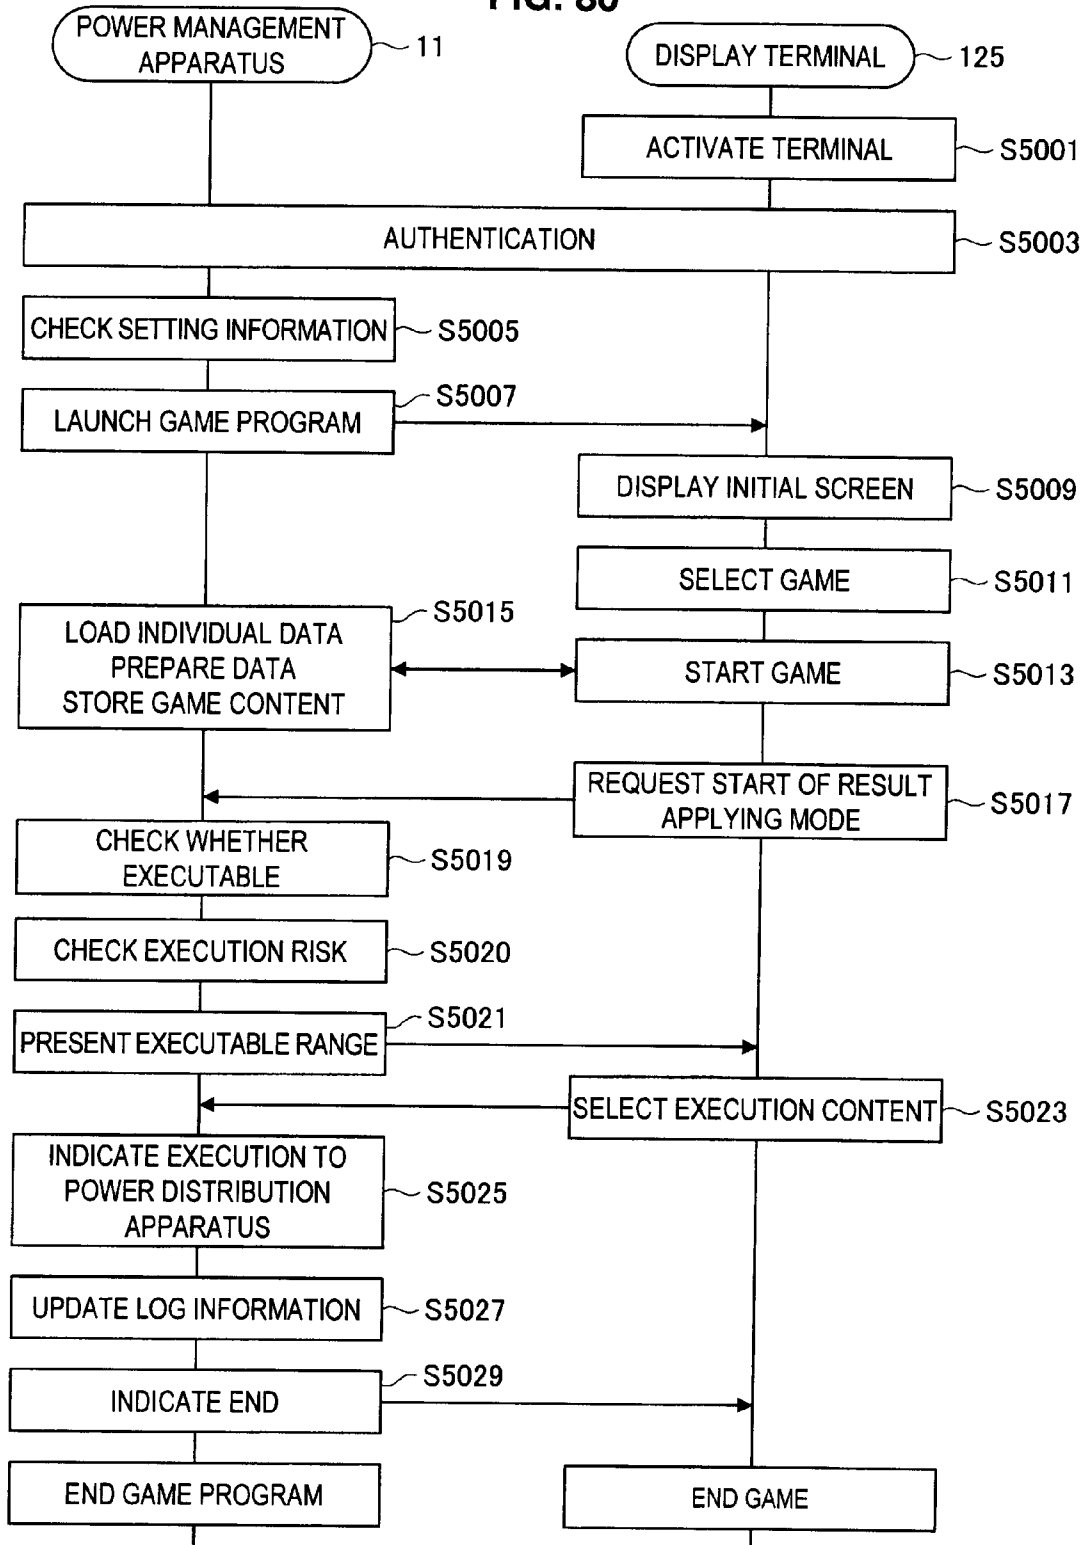 FIG. 80
POWER MANAGEMENT
APPARATUS
11
DISPLAY TERMINAL
125
ACTIVATE TERMINAL
S5001
AUTHENTICATION
S5003
CHECK SETTING INFORMATION
S5005
LAUNCH GAME PROGRAM
S5007
DISPLAY INITIAL SCREEN
S5009
SELECT GAME
S5011
LOAD INDIVIDUAL DATA
PREPARE DATA
STORE GAME CONTENT
S5015
START GAME
S5013
REQUEST START OF RESULT
APPLYING MODE
S5017
CHECK WHETHER
EXECUTABLE
S5019
CHECK EXECUTION RISK
S5020
PRESENT EXECUTABLE RANGE
S5021
SELECT EXECUTION CONTENT
S5023
INDICATE EXECUTION TO
POWER DISTRIBUTION
APPARATUS
S5025
UPDATE LOG INFORMATION
S5027
INDICATE END
S5029
END GAME PROGRAM
END GAME